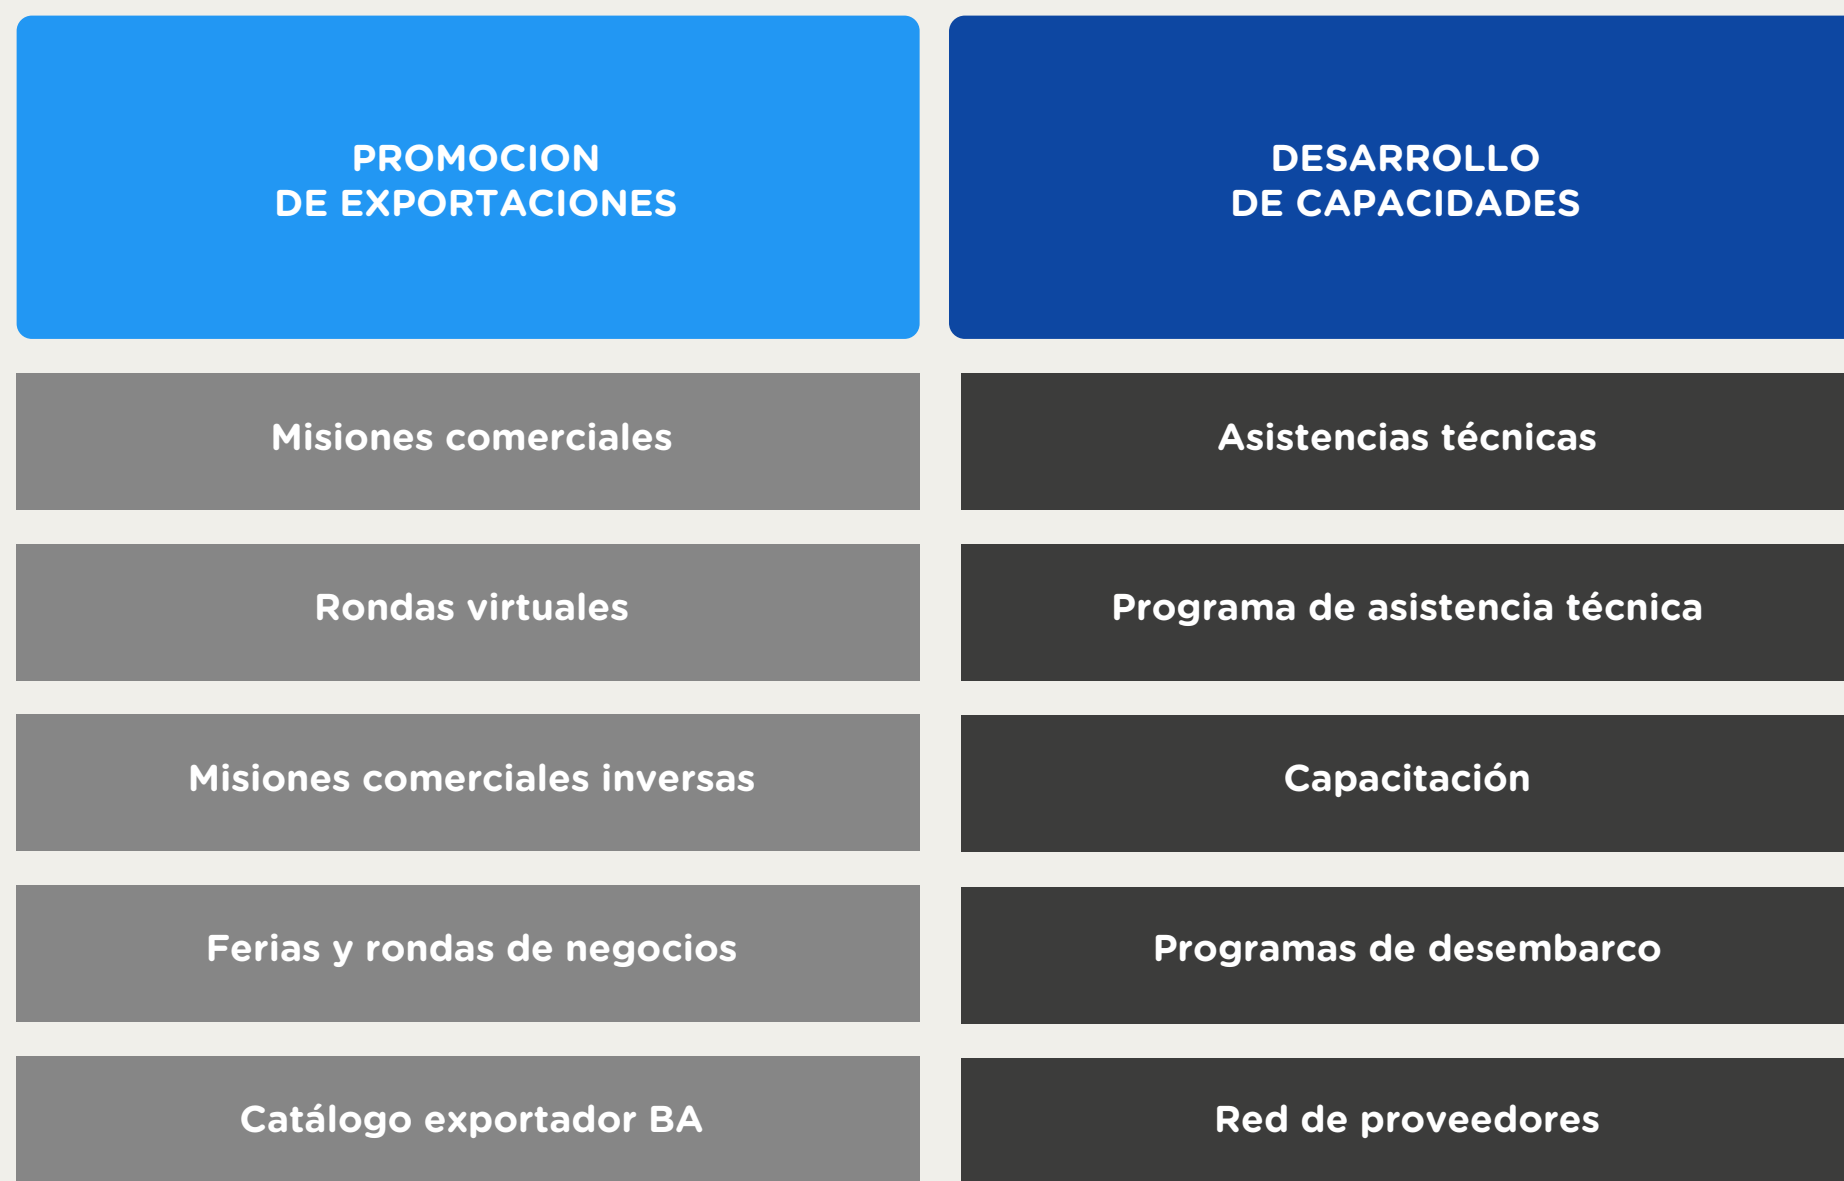 PROMOCION
DE EXPORTACIONES
Misiones comerciales
Rondas virtuales
Misiones comerciales inversas
Ferias y rondas de negocios
Catálogo exportador BA
DESARROLLO
DE CAPACIDADES
Asistencias técnicas
Programa de asistencia técnica
Capacitación
Programas de desembarco
Red de proveedores